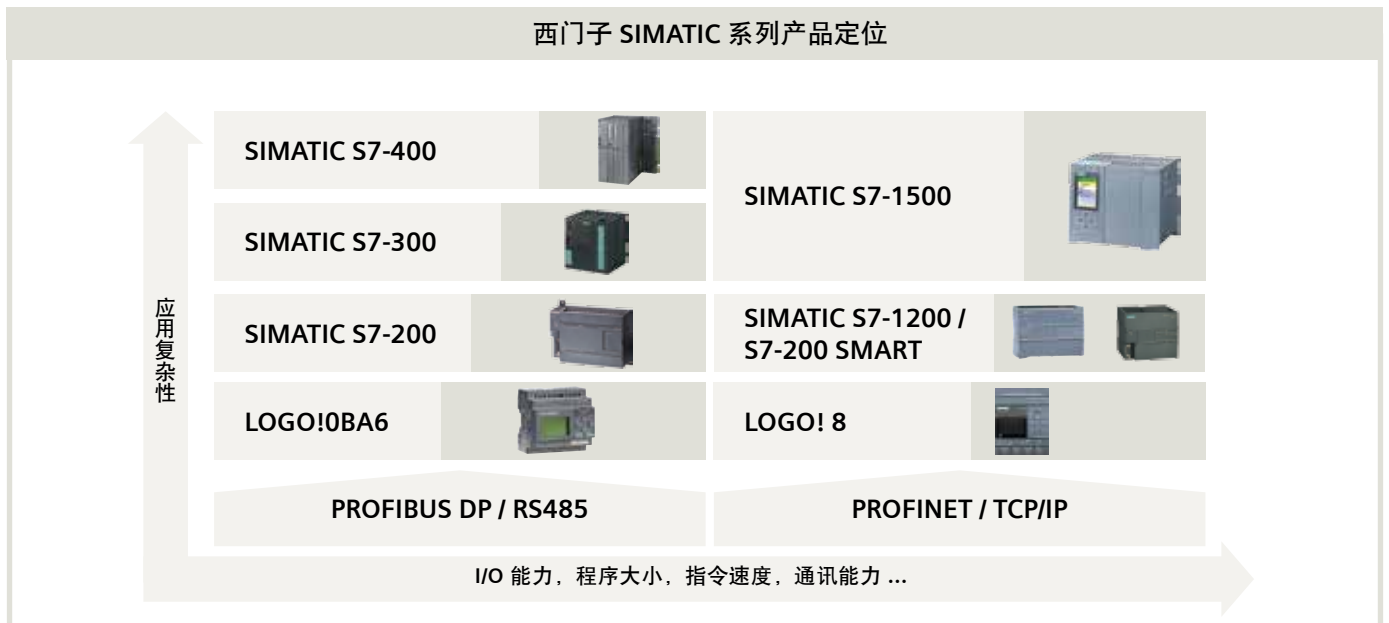 西门子 SIMATIC 系列产品定位
应用复杂性
SIMATIC S7-400
SIMATIC S7-300
SIMATIC S7-200
LOGO!0BA6
PROFIBUS DP / RS485
SIMATIC S7-1500
SIMATIC S7-1200 /
S7-200 SMART
LOGO! 8
PROFINET / TCP/IP
I/O 能力，程序大小，指令速度，通讯能力 ...